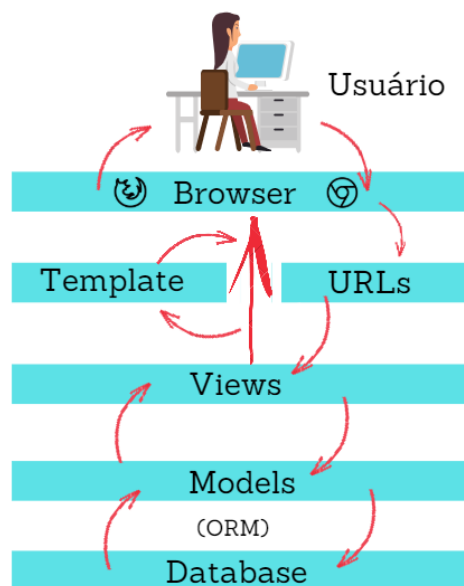 Usuário
Browser
Template
URLs
Views
Models
(ORM)
Database